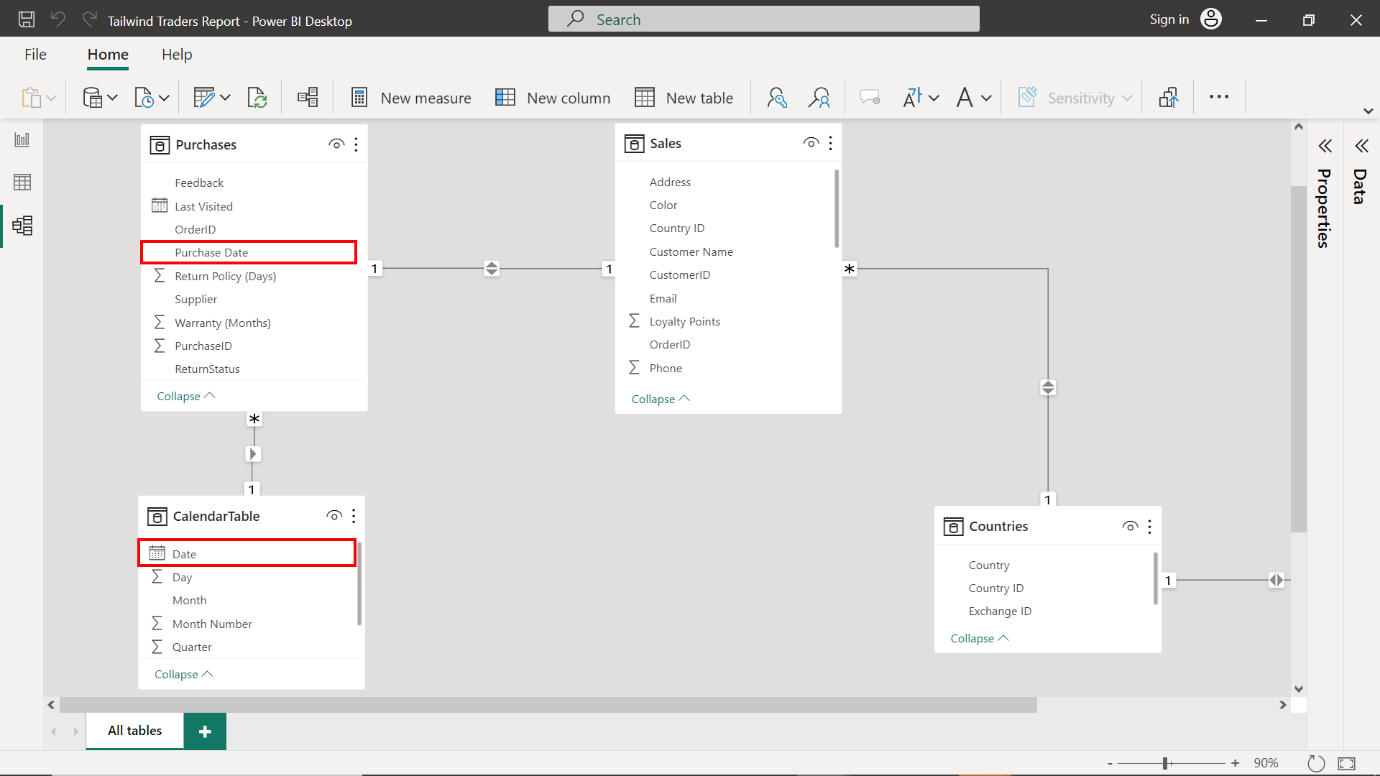 Tailwind Traders Report - Power BI Desktop
Search
Sign in
File
Home
Help
New measure
New column
New table
Sensitivity
Purchases
Feedback
Last Visited
OrderID
Purchase Date
Return Policy (Days)
Supplier
Warranty (Months)
PurchaseID
ReturnStatus
Collapse
1
1
*
1
Sales
Address
Color
Country ID
Customer Name
CustomerID
Email
Loyalty Points
OrderID
Phone
Collapse
*
1
CalendarTable
Date
Day
Month
Month Number
Quarter
Collapse
Countries
Country
Country ID
Exchange ID
Collapse
1
Properties
Data
All tables
+
- + 90%